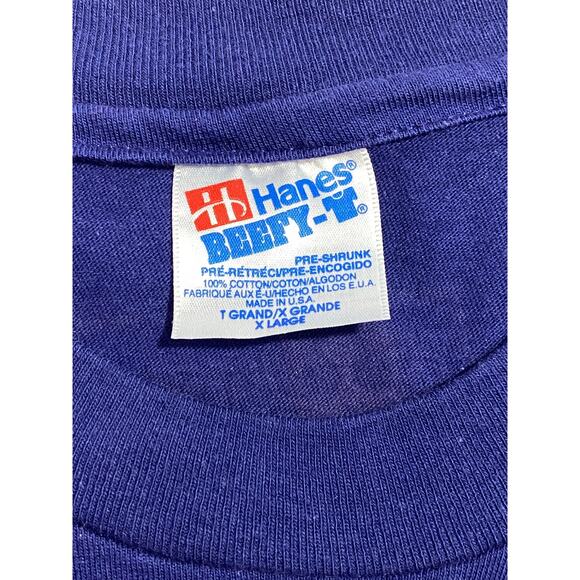 Hanes®
BEEFY-T®
PRE-SHRUNK
PRÉ-RÉTRÉCI/PRE-ENCOGIDO
100% COTTON/COTON/ALGODON
FABRIQUÉ AUX É-U/HECHO EN LOS E.U.A.
MADE IN U.S.A.
T GRAND/X GRANDE
X LARGE